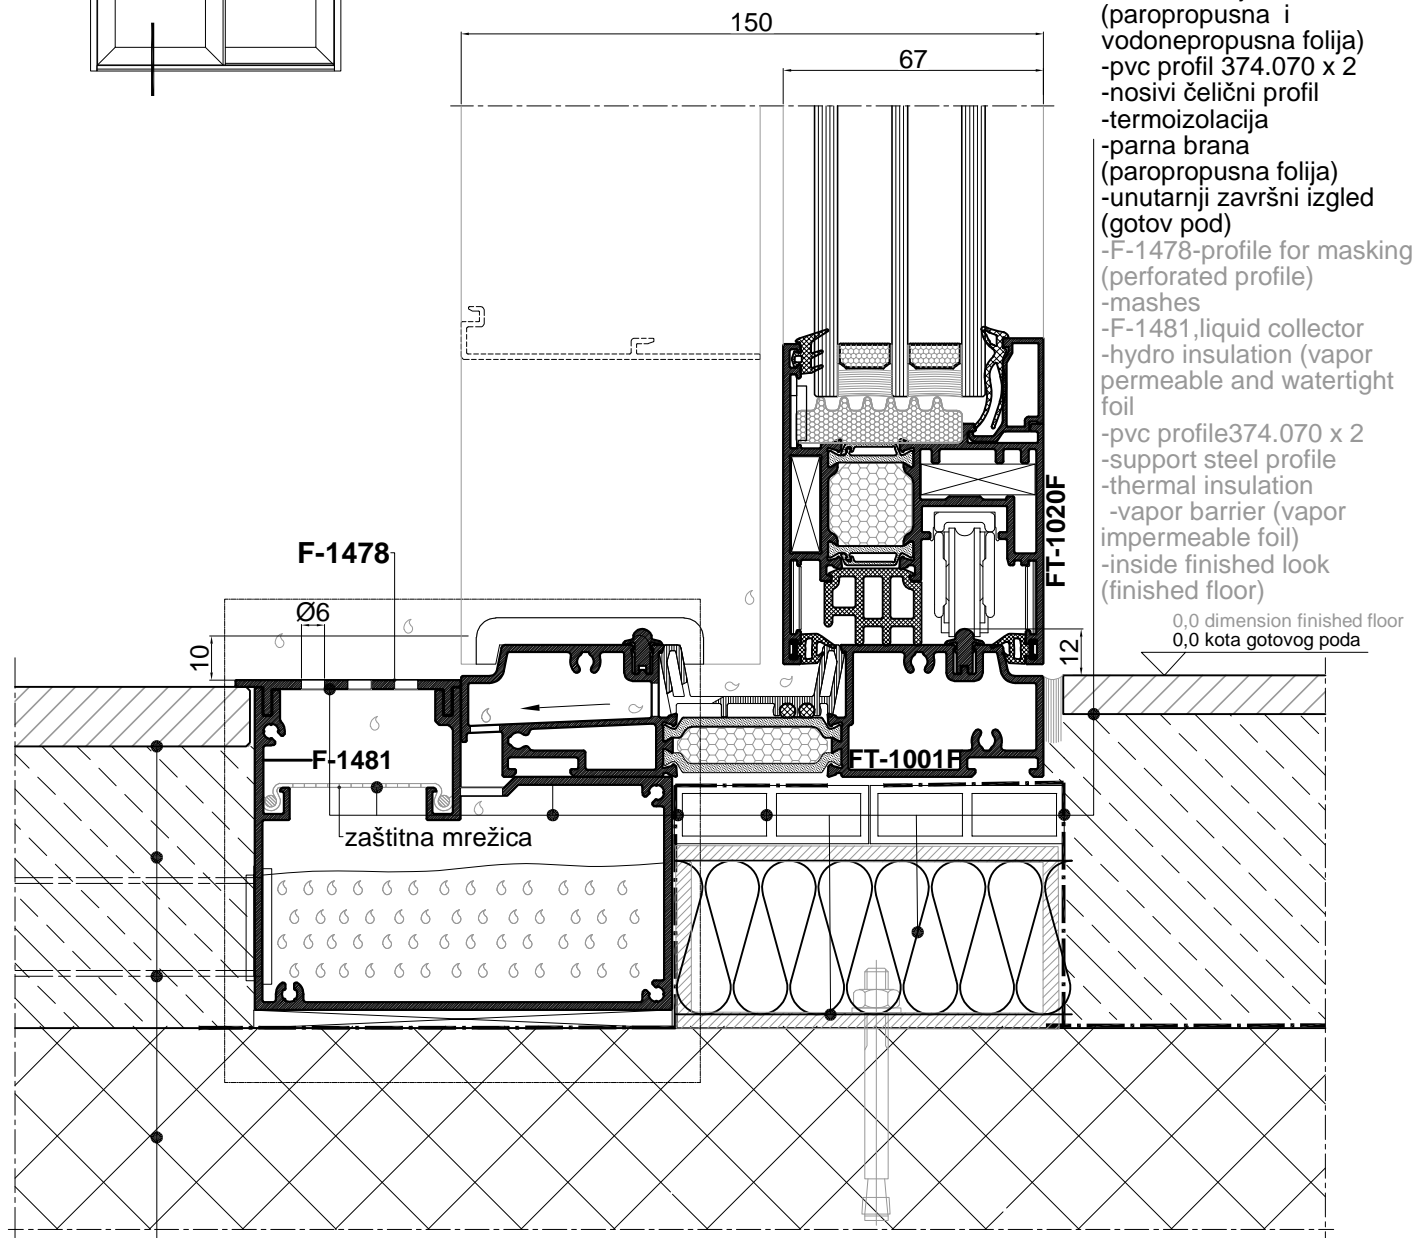 150
67
(paropropusna i
vodonepropusna folija)
-pvc profil 374.070 x 2
-nosivi čelični profil
-termoizolacija
-parna brana
(paropropusna folija)
-unutarnji završni izgled
(gotov pod)
-F-1478-profile for masking
(perforated profile)
-mashes
-F-1481,liquid collector
-hydro insulation (vapor
permeable and watertight
foil
-pvc profile374.070 x 2
-support steel profile
-thermal insulation
-vapor barrier (vapor
impermeable foil)
-inside finished look
(finished floor)
0,0 dimension finished floor
0,0 kota gotovog poda
FT-1020F
F-1478
Ø6
10
12
F-1481
FT-1001F
zaštitna mrežica